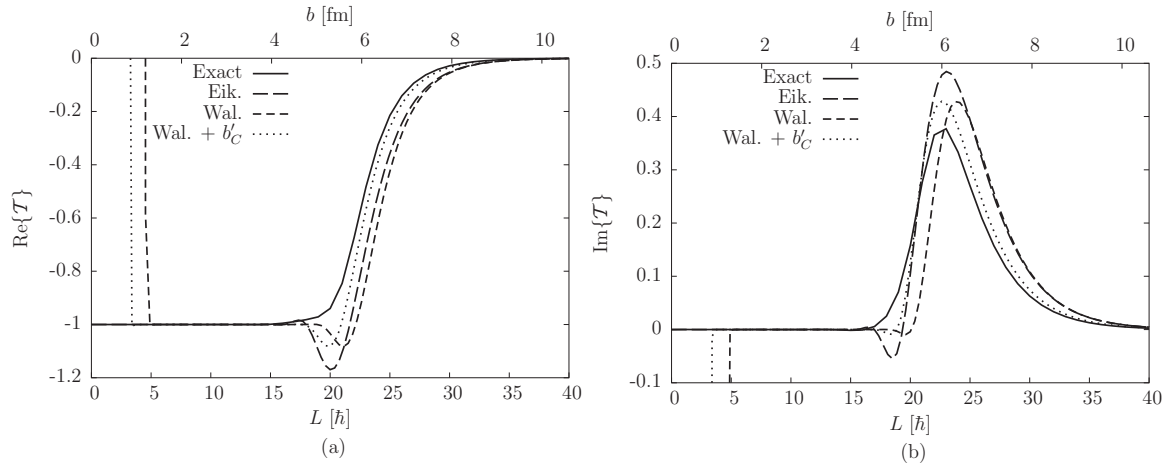 b [fm]
0 2 4 6 8 10
0
-0.2
-0.4
-0.6
-0.8
-1
-1.2
Re{𝒯}
Exact
Eik.
Wal.
Wal. + b′_C
0 5 10 15 20 25 30 35 40
L [ℏ]
(a)
b [fm]
0 2 4 6 8 10
0.5
0.4
0.3
0.2
0.1
0
-0.1
Im{𝒯}
Exact
Eik.
Wal.
Wal. + b′_C
0 5 10 15 20 25 30 35 40
L [ℏ]
(b)